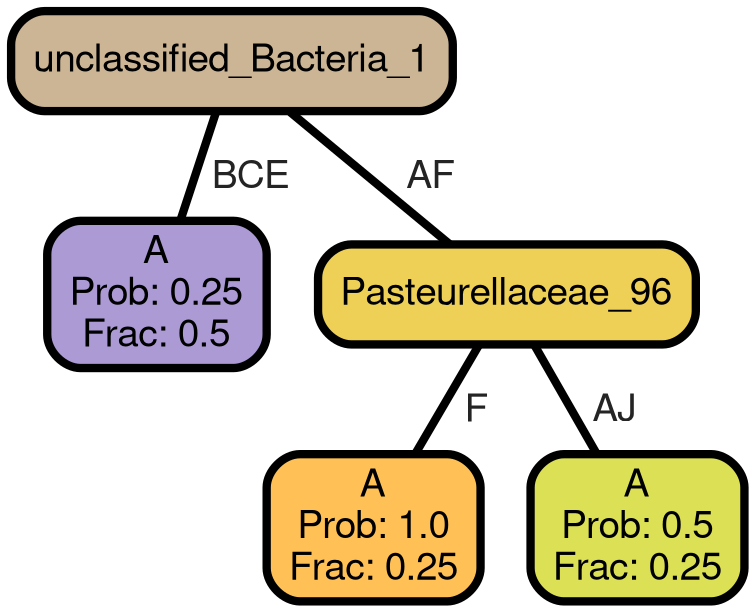 unclassified_Bacteria_1
BCE
AF
A
Prob: 0.25
Frac: 0.5
Pasteurellaceae_96
F
AJ
A
Prob: 1.0
Frac: 0.25
A
Prob: 0.5
Frac: 0.25